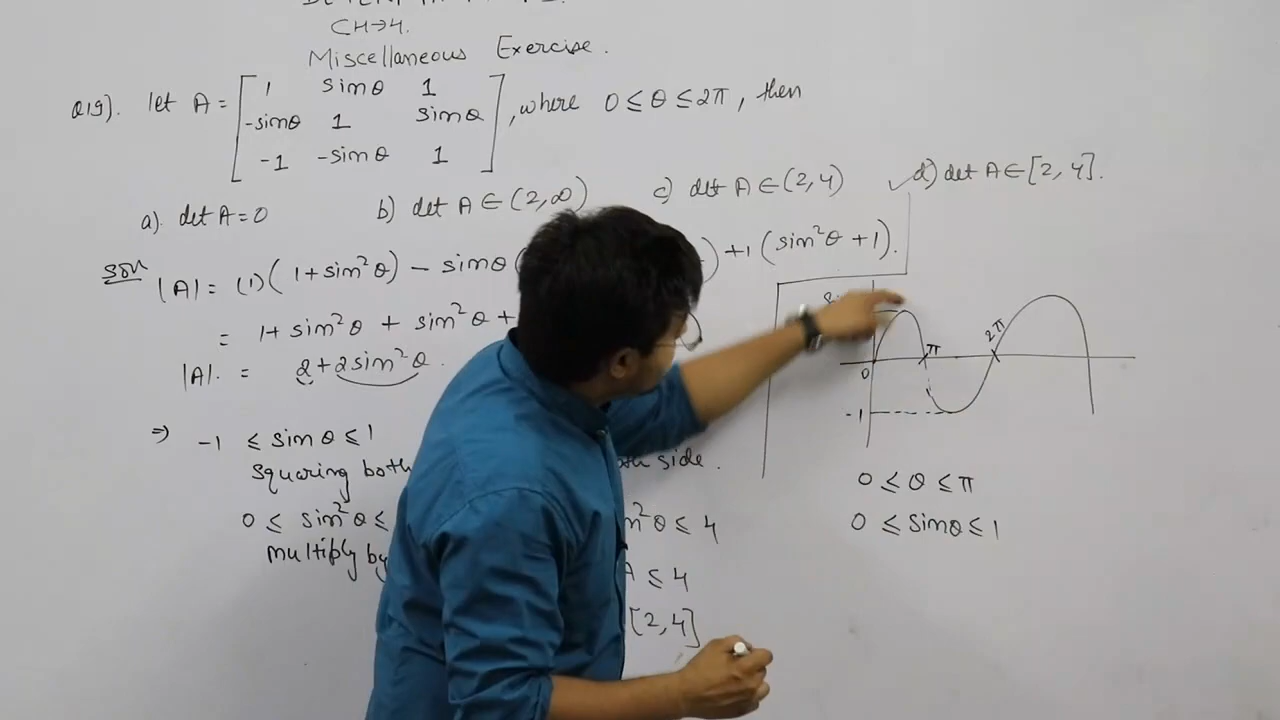 CH→4.
Miscellaneous Exercise.
Q19). let A = [ 1 sinθ 1
-sinθ 1 sinθ
-1 -sinθ 1 ], where 0 ≤ θ ≤ 2π, then
a). det A = 0 b) det A ∈ (2, ∞) c) det A ∈ (2, 4) ✓d) det A ∈ [2, 4].
Soln |A| = (1)(1+sin²θ) - sinθ( ) +1 (sin²θ +1).
= 1+ sin²θ + sin²θ +
|A|. = 2+2sin²θ.
⇒ -1 ≤ sinθ ≤ 1
squaring both side.
0 ≤ sin²θ ≤ n²θ ≤ 4
multiply by A ≤ 4
[2,4]
0 π 2π
-1
0 ≤ θ ≤ π
0 ≤ sinθ ≤ 1